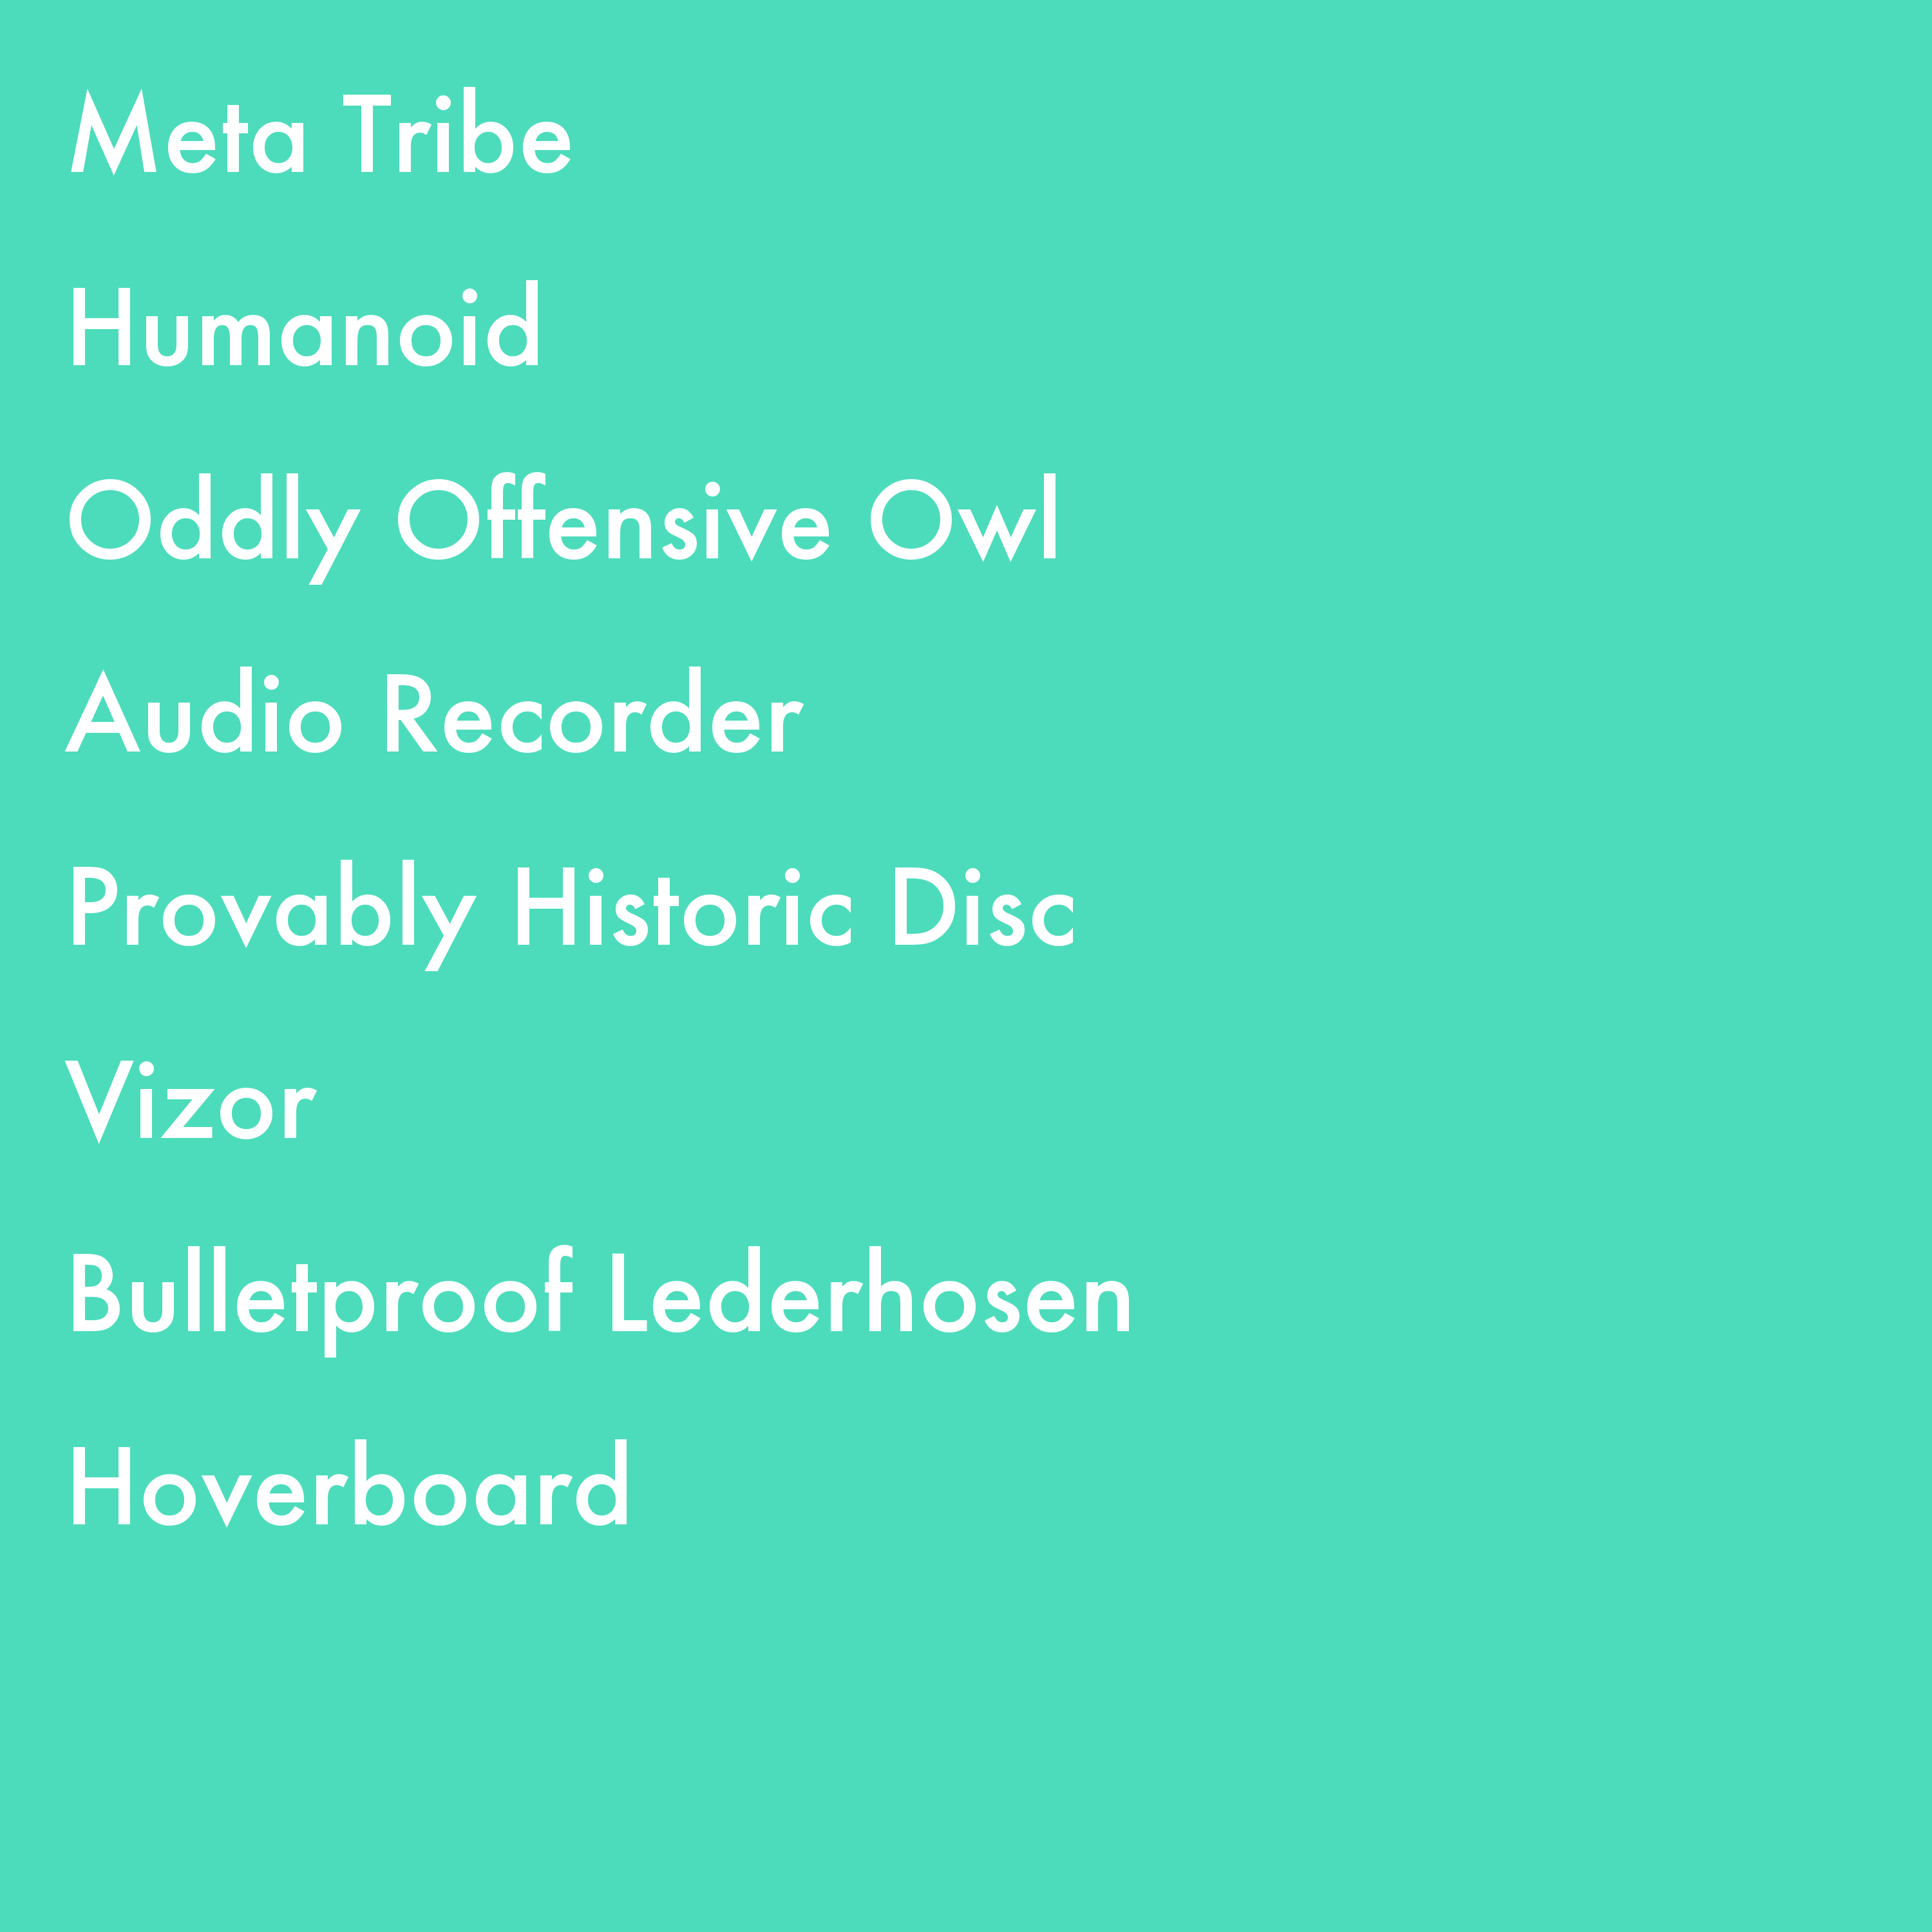 Meta Tribe
Humanoid
Oddly Offensive Owl
Audio Recorder
Provably Historic Disc
Vizor
Bulletproof Lederhosen
Hoverboard